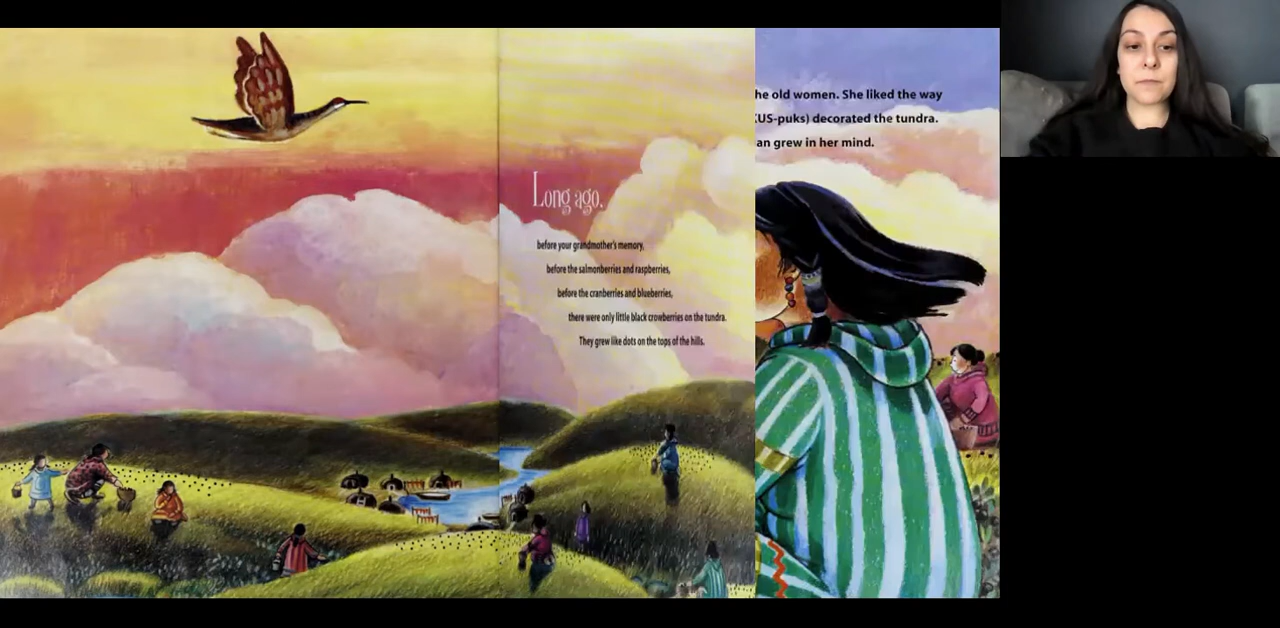 Long ago,
before your grandmother's memory,
before the salmonberries and raspberries,
before the cranberries and blueberries,
there were only little black crowberries on the tundra.
They grew like dots on the tops of the hills.
he old women. She liked the way
US-puks) decorated the tundra.
an grew in her mind.